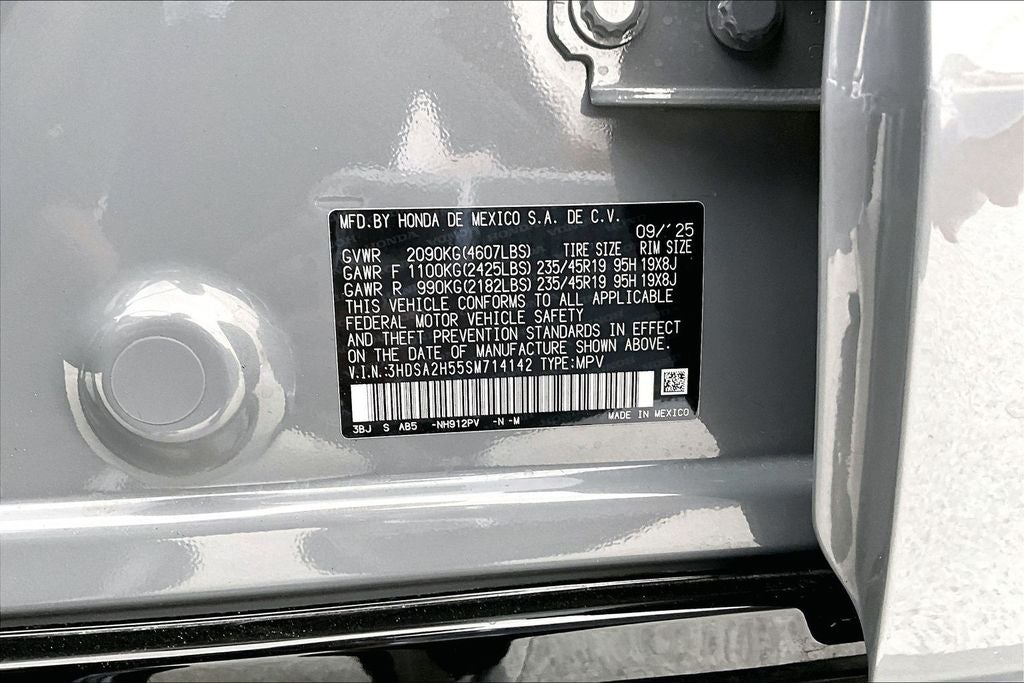 MFD.BY HONDA DE MEXICO S.A. DE C.V.
09/'25
GVWR 2090KG(4607LBS) TIRE SIZE RIM SIZE
GAWR F 1100KG(2425LBS) 235/45R19 95H 19X8J
GAWR R 990KG(2182LBS) 235/45R19 95H 19X8J
THIS VEHICLE CONFORMS TO ALL APPLICABLE
FEDERAL MOTOR VEHICLE SAFETY
AND THEFT PREVENTION STANDARDS IN EFFECT
ON THE DATE OF MANUFACTURE SHOWN ABOVE.
V.I.N.:3HDSA2H55SM714142 TYPE:MPV
MADE IN MEXICO
3BJ S AB5 -NH912PV -N -M